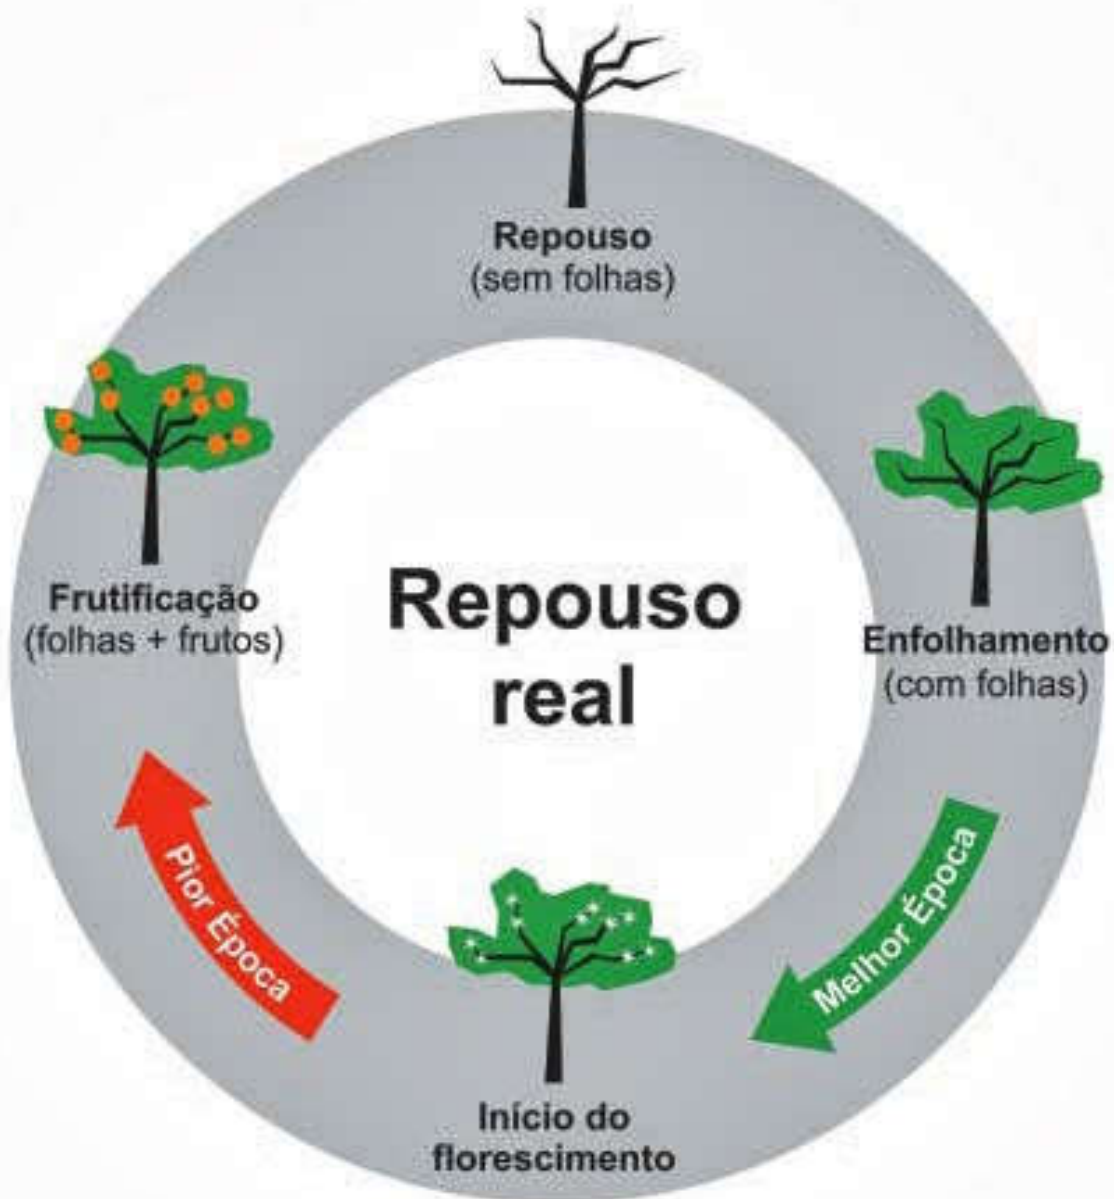 Repouso
(sem folhas)
Enfolhamento
(com folhas)
Melhor Época
Início do
florescimento
Pior Época
Frutificação
(folhas + frutos)
Repouso
real